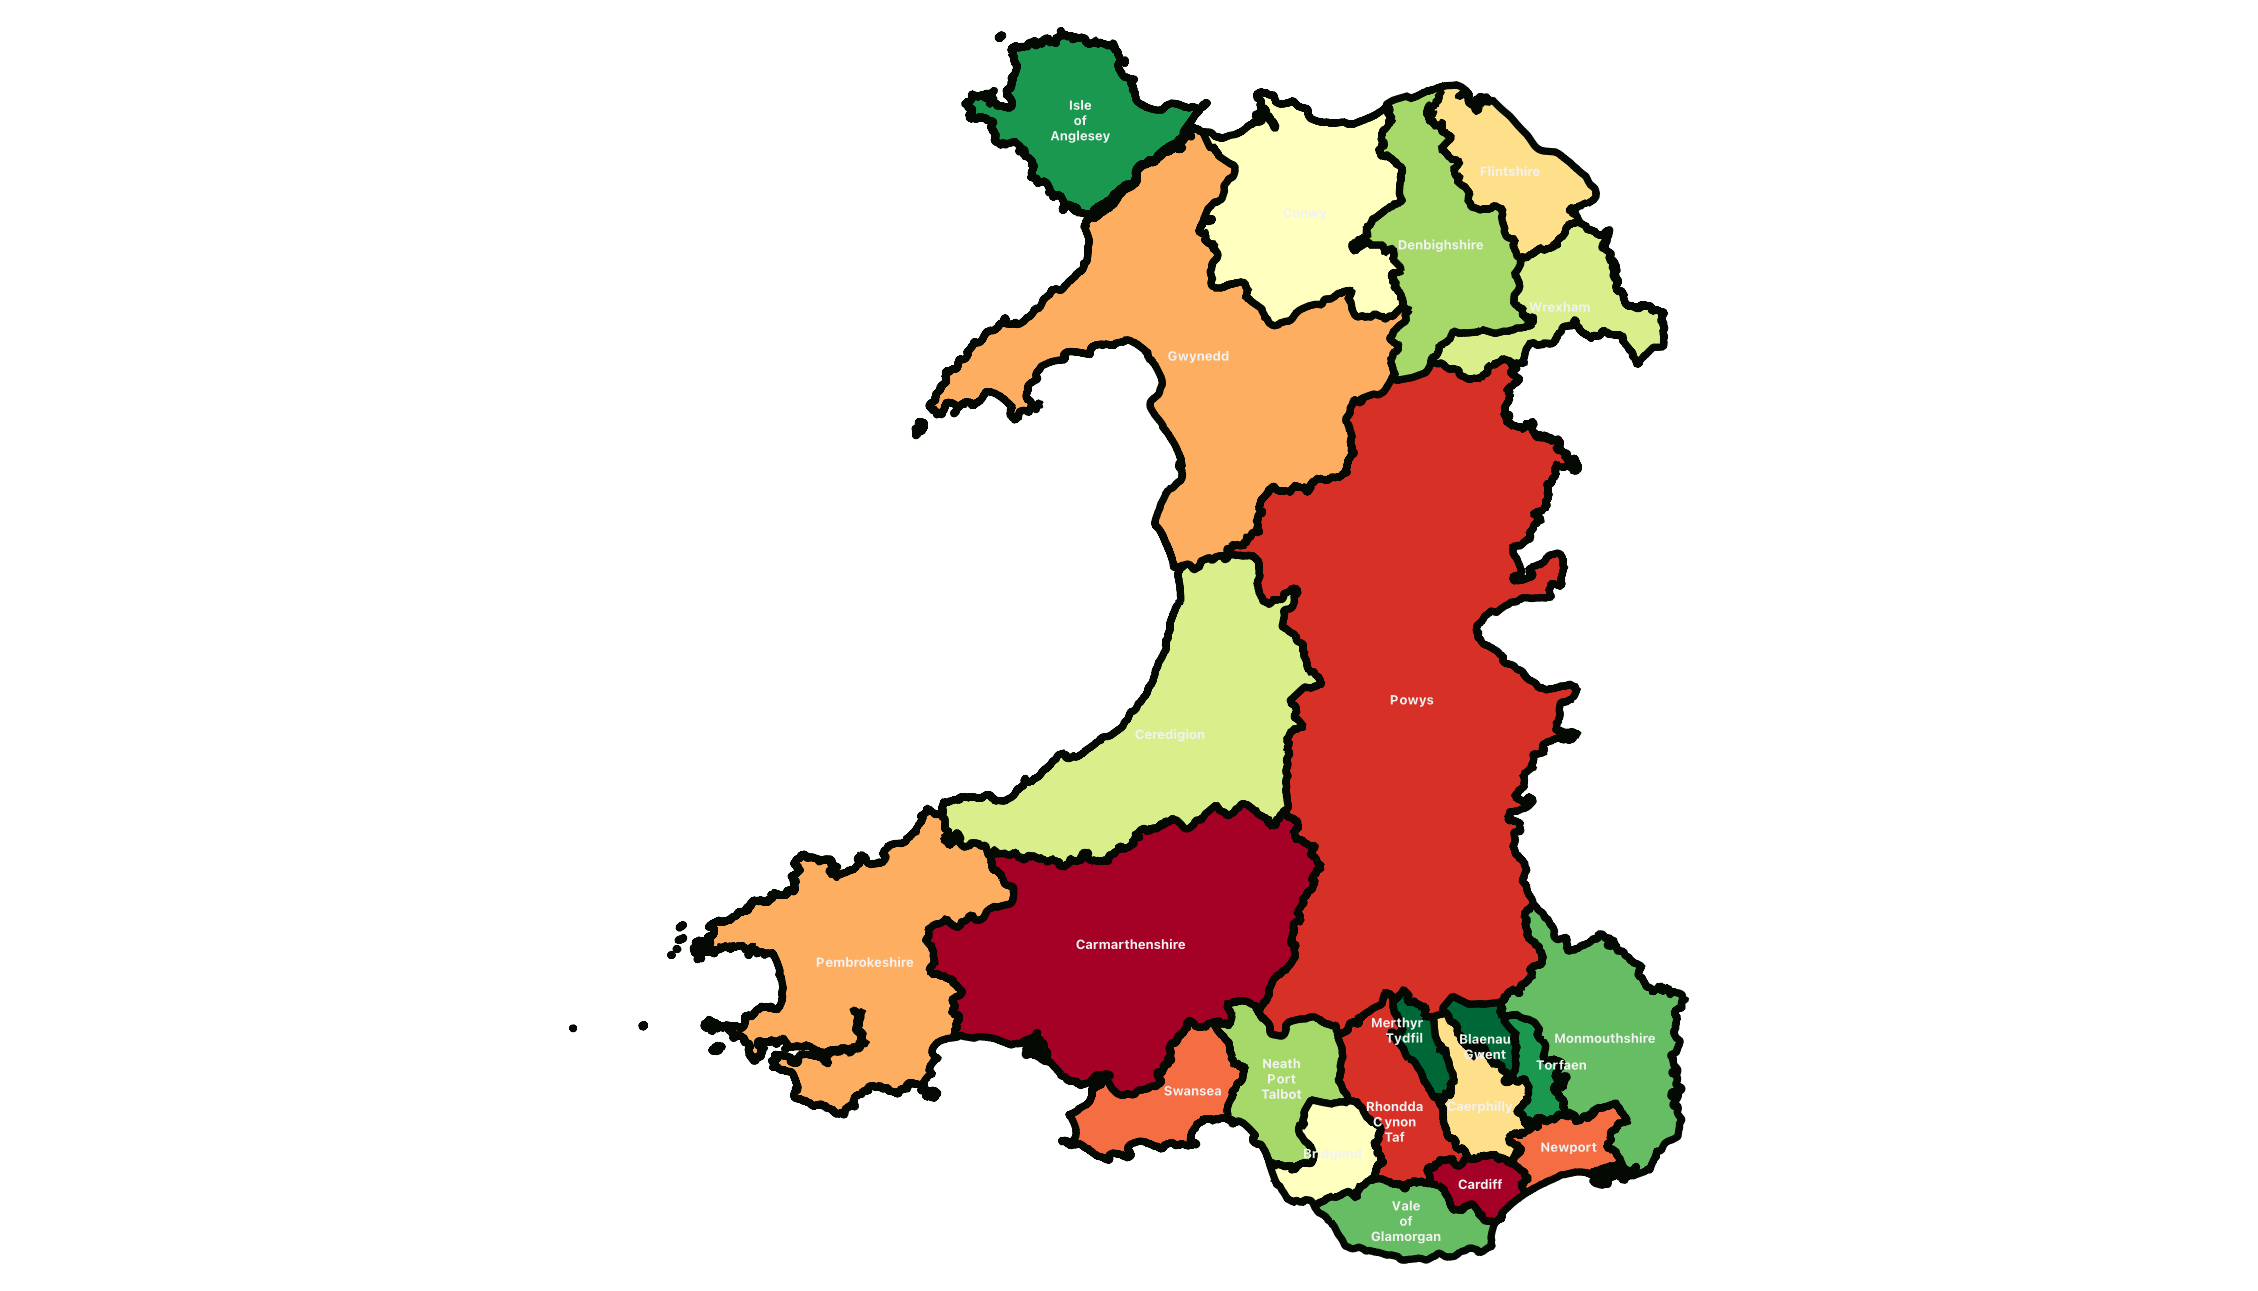 Isle
of
Anglesey
Flintshire
Conwy
Denbighshire
Wrexham
Gwynedd
Powys
Ceredigion
Carmarthenshire
Pembrokeshire
Merthyr
Tydfil
Blaenau
Gwent
Monmouthshire
Torfaen
Neath
Port
Talbot
Swansea
Rhondda
Cynon
Taf
Caerphilly
Newport
Bridgend
Cardiff
Vale
of
Glamorgan